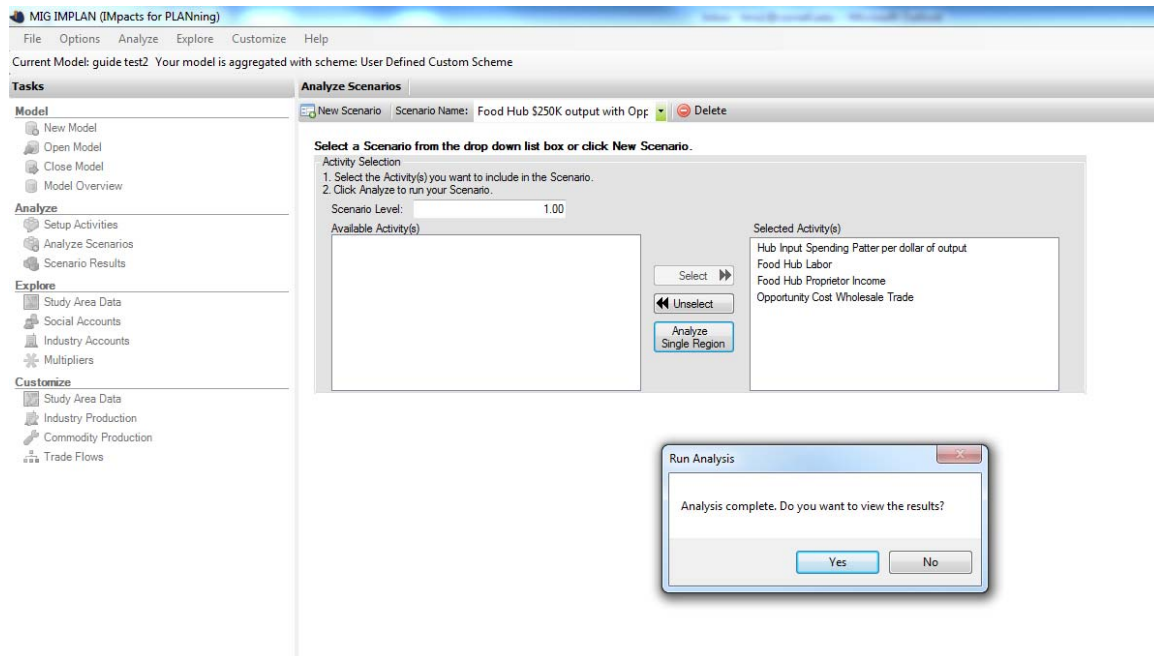 MIG IMPLAN (IMpacts for PLANning)
File Options Analyze Explore Customize Help
Current Model: guide test2 Your model is aggregated with scheme: User Defined Custom Scheme
Tasks
Model
New Model
Open Model
Close Model
Model Overview
Analyze
Setup Activities
Analyze Scenarios
Scenario Results
Explore
Study Area Data
Social Accounts
Industry Accounts
Multipliers
Customize
Study Area Data
Industry Production
Commodity Production
Trade Flows
Analyze Scenarios
New Scenario Scenario Name: Food Hub $250K output with Opp Delete
Select a Scenario from the drop down list box or click New Scenario.
Activity Selection
1. Select the Activity(s) you want to include in the Scenario.
2. Click Analyze to run your Scenario.
Scenario Level: 1.00
Available Activity(s)
Select
Unselect
Analyze
Single Region
Selected Activity(s)
Hub Input Spending Patter per dollar of output
Food Hub Labor
Food Hub Proprietor Income
Opportunity Cost Wholesale Trade
Run Analysis
Analysis complete. Do you want to view the results?
Yes No